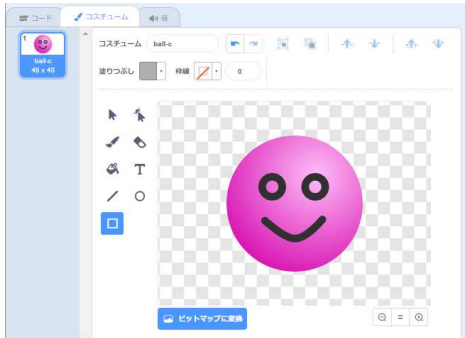 コード
コスチューム
音
1
ball-c
48 x 48
コスチューム ball-c
塗りつぶし 枠線 0
T
ビットマップに変換
=